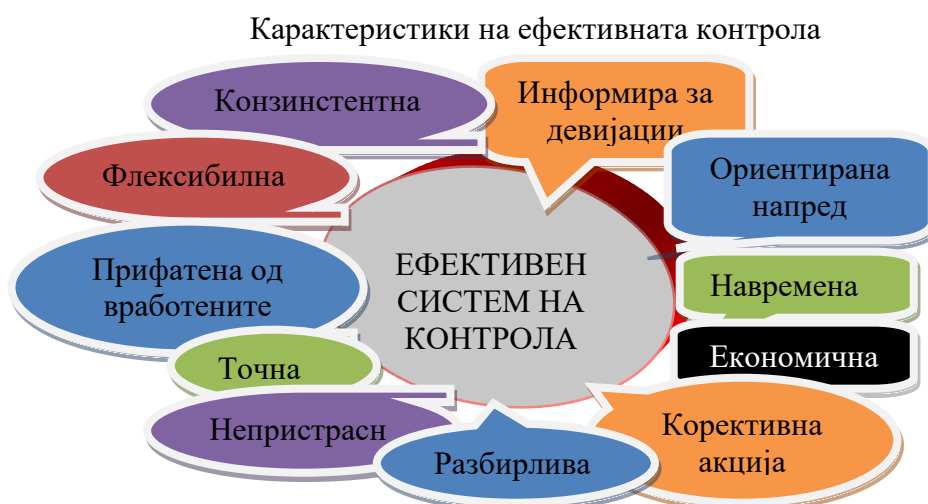 Карактеристики на ефективната контрола
Конзинстентна
Информира за
девијации
Флексибилна
Ориентирана
напред
Прифатена од
вработените
ЕФЕКТИВЕН
СИСТЕМ НА
КОНТРОЛА
Навремена
Економична
Точна
Непристрасн
Корективна
акција
Разбирлива